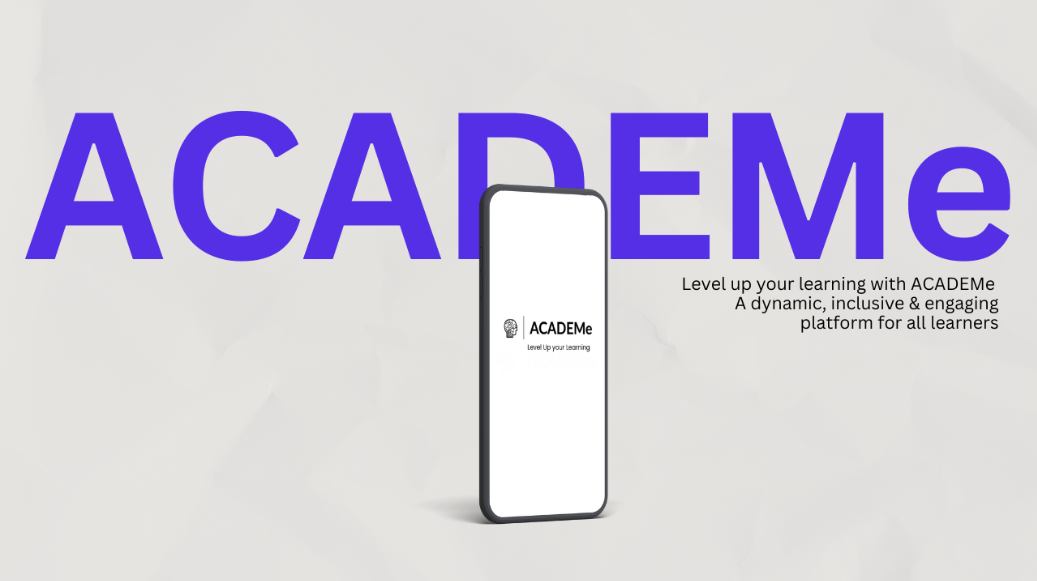 ACADEMe
Level up your learning with ACADEMe
A dynamic, inclusive & engaging
platform for all learners
ACADEMe
Level Up your Learning